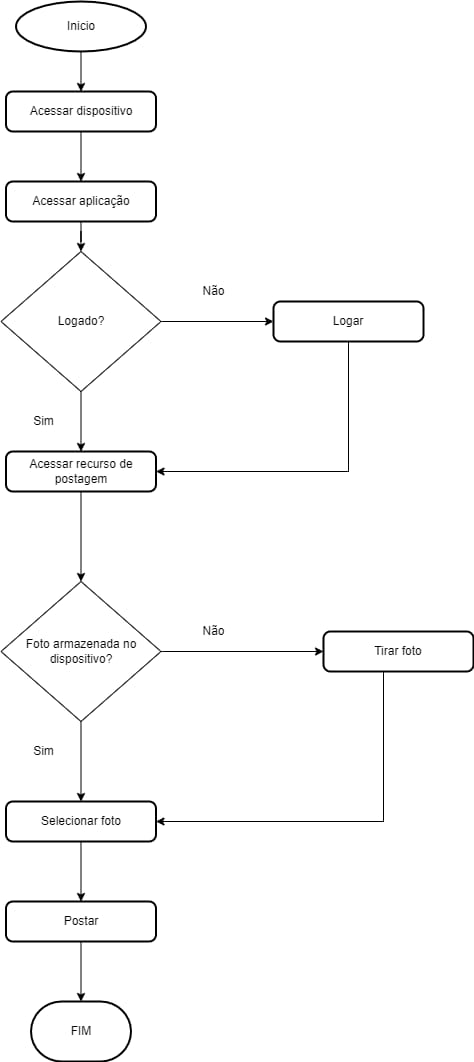 Inicio
Acessar dispositivo
Acessar aplicação
Logado?
Não
Logar
Sim
Acessar recurso de
postagem
Foto armazenada no
dispositivo?
Não
Tirar foto
Sim
Selecionar foto
Postar
FIM